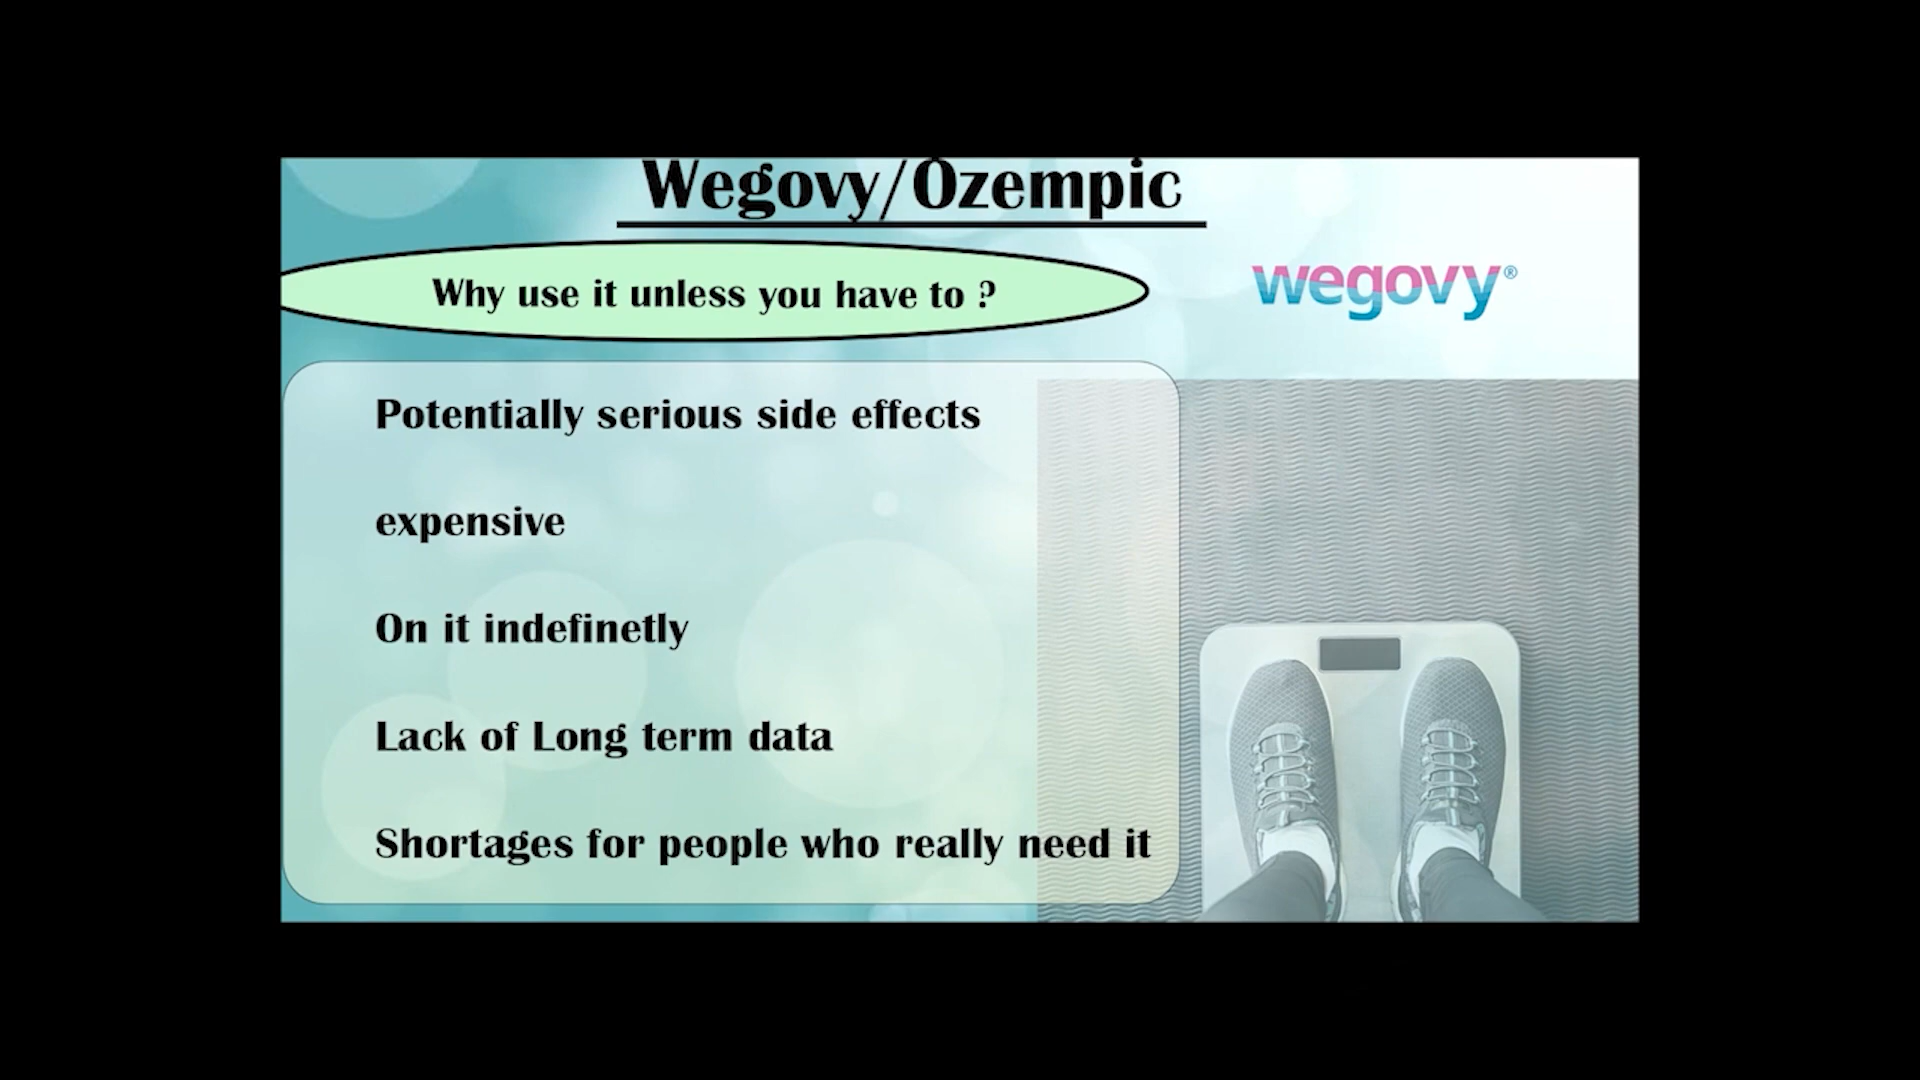 Wegovy/Ozempic
Why use it unless you have to ?
wegovy®
Potentially serious side effects
expensive
On it indefinetly
Lack of Long term data
Shortages for people who really need it